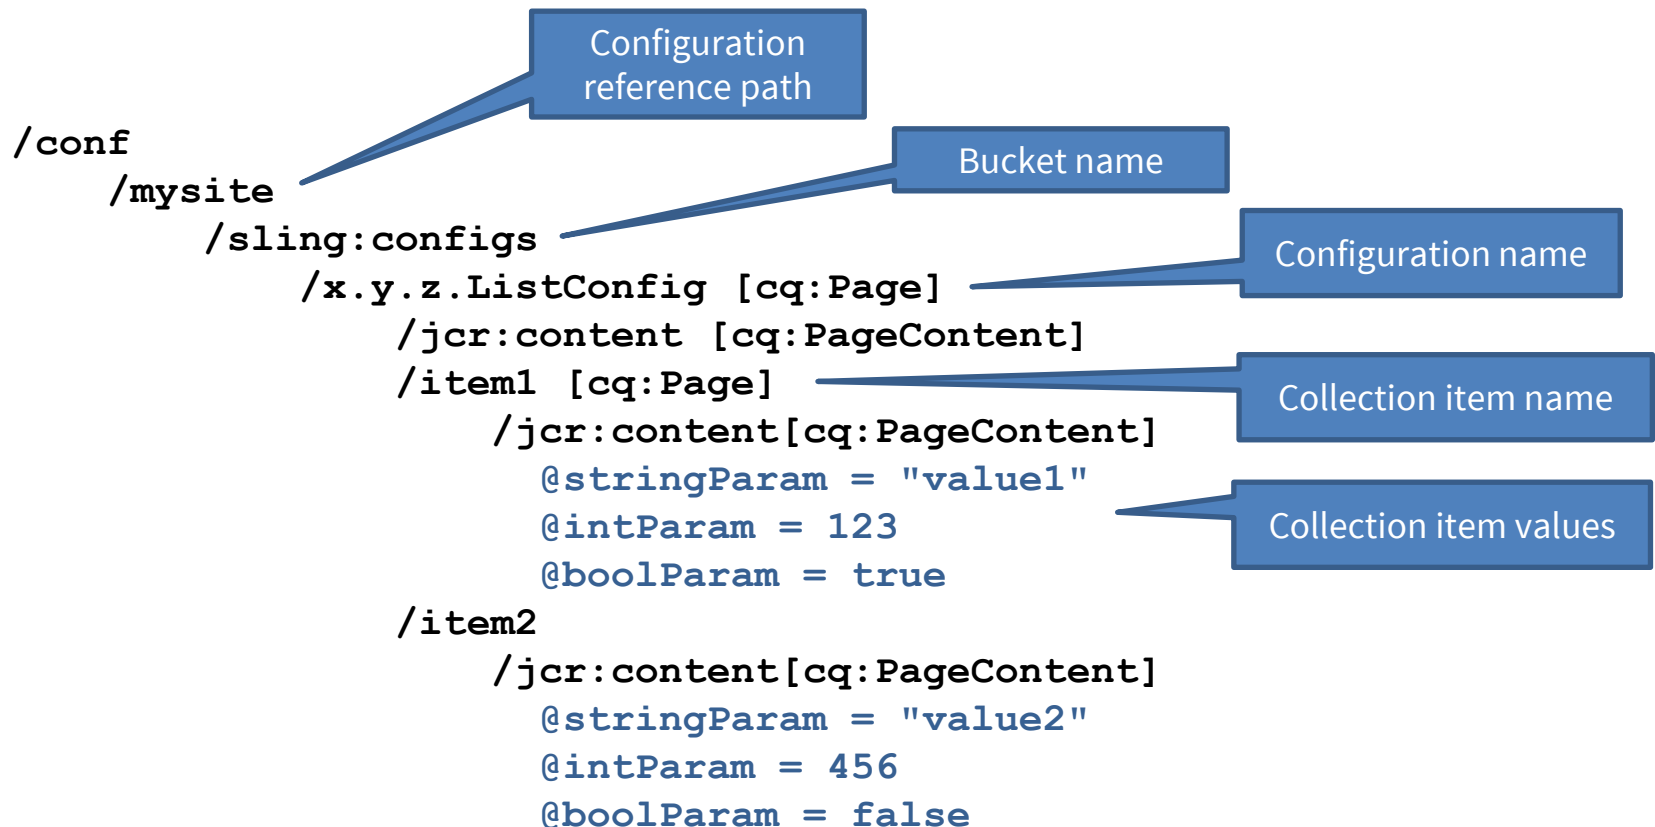 Configuration
reference path
/conf
Bucket name
/mysite
/sling:configs
Configuration name
/x.y.z.ListConfig [cq:Page]
/jcr:content [cq:PageContent]
/item1 [cq:Page]
Collection item name
/jcr:content[cq:PageContent]
@stringParam = "value1"
@intParam = 123
Collection item values
@boolParam = true
/item2
/jcr:content[cq:PageContent]
@stringParam = "value2"
@intParam = 456
@boolParam = false